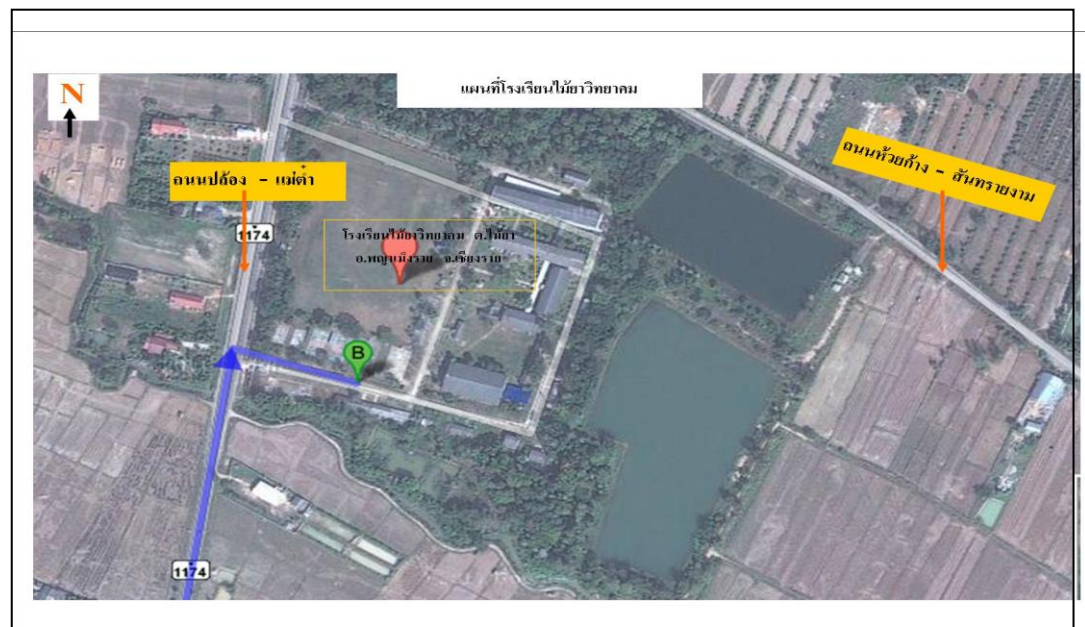 แผนที่โรงเรียนไม้ยาวิทยาคม
N
ถนนห้วยก้าง - สันทรายงาม
ถนนปล้อง - แม่ต๋ำ
1174
โรงเรียนไม้ยาวิทยาคม ต.ไม้ยา
อ.พญาเม็งราย จ.เชียงราย
B
1174